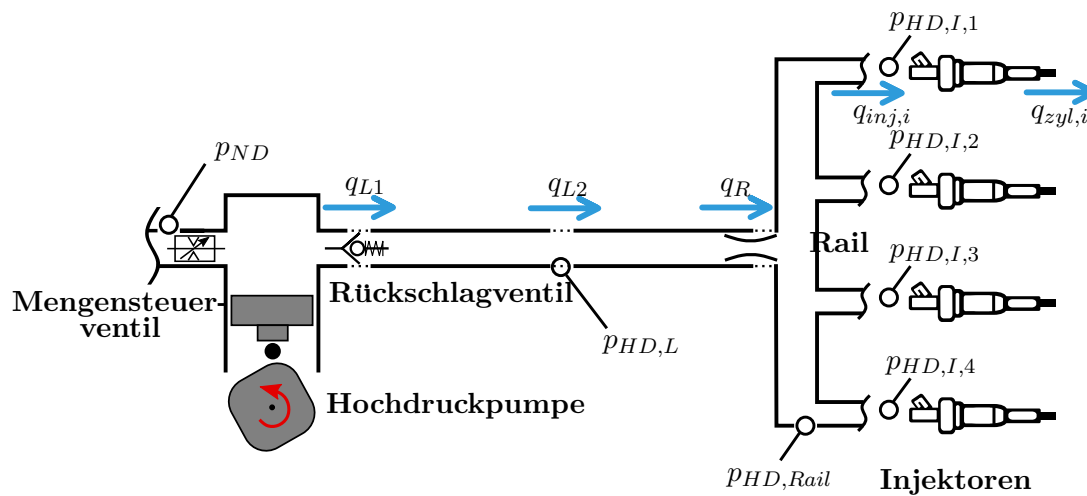 p_{HD,I,1}
q_{inj,i}
q_{zyl,i}
p_{ND}
p_{HD,I,2}
q_{L1}
q_{L2}
q_R
Rail
p_{HD,I,3}
Mengensteuer-
ventil
Rückschlagventil
p_{HD,L}
p_{HD,I,4}
Hochdruckpumpe
p_{HD,Rail}
Injektoren